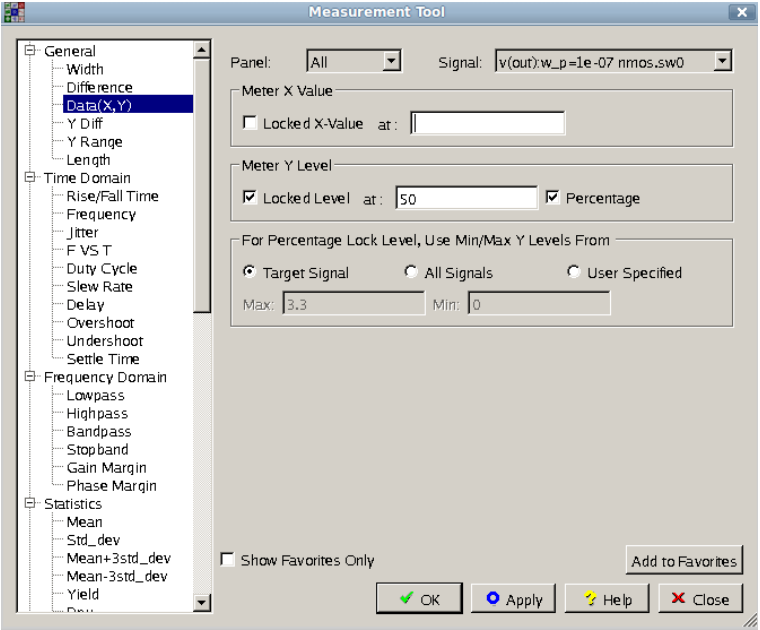 Measurement Tool
General
Width
Difference
Data(X,Y)
Y Diff
Y Range
Length
Time Domain
Rise/Fall Time
Frequency
Jitter
F VS T
Duty Cycle
Slew Rate
Delay
Overshoot
Undershoot
Settle Time
Frequency Domain
Lowpass
Highpass
Bandpass
Stopband
Gain Margin
Phase Margin
Statistics
Mean
Std_dev
Mean+3std_dev
Mean-3std_dev
Yield
Panel: All Signal: v(out):w_p=1e-07 nmos.sw0
Meter X Value
Locked X-Value at:
Meter Y Level
Locked Level at: 50 Percentage
For Percentage Lock Level, Use Min/Max Y Levels From
Target Signal All Signals User Specified
Max: 3.3 Min: 0
Show Favorites Only Add to Favorites
OK Apply Help Close